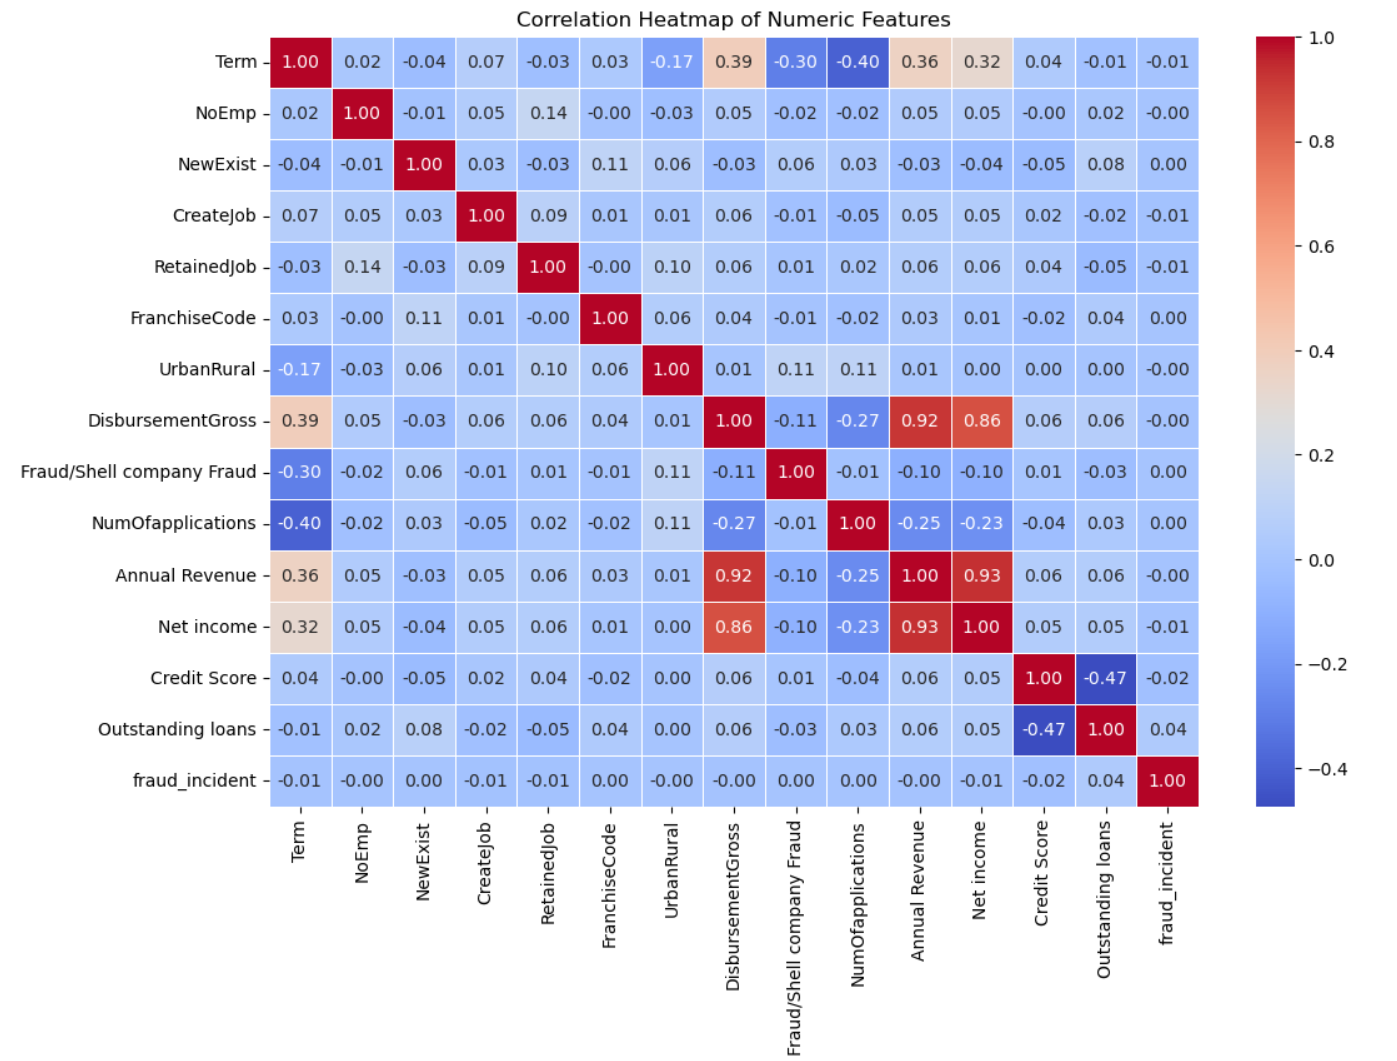 Correlation Heatmap of Numeric Features
Term 1.00 0.02 -0.04 0.07 -0.03 0.03 -0.17 0.39 -0.30 -0.40 0.36 0.32 0.04 -0.01 -0.01
NoEmp 0.02 1.00 -0.01 0.05 0.14 -0.00 -0.03 0.05 -0.02 -0.02 0.05 0.05 -0.00 0.02 -0.00
NewExist -0.04 -0.01 1.00 0.03 -0.03 0.11 0.06 -0.03 0.06 0.03 -0.03 -0.04 -0.05 0.08 0.00
CreateJob 0.07 0.05 0.03 1.00 0.09 0.01 0.01 0.06 -0.01 -0.05 0.05 0.05 0.02 -0.02 -0.01
RetainedJob -0.03 0.14 -0.03 0.09 1.00 -0.00 0.10 0.06 0.01 0.02 0.06 0.06 0.04 -0.05 -0.01
FranchiseCode 0.03 -0.00 0.11 0.01 -0.00 1.00 0.06 0.04 -0.01 -0.02 0.03 0.01 -0.02 0.04 0.00
UrbanRural -0.17 -0.03 0.06 0.01 0.10 0.06 1.00 0.01 0.11 0.11 0.01 0.00 0.00 0.00 -0.00
DisbursementGross 0.39 0.05 -0.03 0.06 0.06 0.04 0.01 1.00 -0.11 -0.27 0.92 0.86 0.06 0.06 -0.00
Fraud/Shell company Fraud -0.30 -0.02 0.06 -0.01 0.01 -0.01 0.11 -0.11 1.00 -0.01 -0.10 -0.10 0.01 -0.03 0.00
NumOfapplications -0.40 -0.02 0.03 -0.05 0.02 -0.02 0.11 -0.27 -0.01 1.00 -0.25 -0.23 -0.04 0.03 0.00
Annual Revenue 0.36 0.05 -0.03 0.05 0.06 0.03 0.01 0.92 -0.10 -0.25 1.00 0.93 0.06 0.06 -0.00
Net income 0.32 0.05 -0.04 0.05 0.06 0.01 0.00 0.86 -0.10 -0.23 0.93 1.00 0.05 0.05 -0.01
Credit Score 0.04 -0.00 -0.05 0.02 0.04 -0.02 0.00 0.06 0.01 -0.04 0.06 0.05 1.00 -0.47 -0.02
Outstanding loans -0.01 0.02 0.08 -0.02 -0.05 0.04 0.00 0.06 -0.03 0.03 0.06 0.05 -0.47 1.00 0.04
fraud_incident -0.01 -0.00 0.00 -0.01 -0.01 0.00 -0.00 -0.00 0.00 0.00 -0.00 -0.01 -0.02 0.04 1.00
Term
NoEmp
NewExist
CreateJob
RetainedJob
FranchiseCode
UrbanRural
DisbursementGross
Fraud/Shell company Fraud
NumOfapplications
Annual Revenue
Net income
Credit Score
Outstanding loans
fraud_incident
1.0
0.8
0.6
0.4
0.2
0.0
−0.2
−0.4